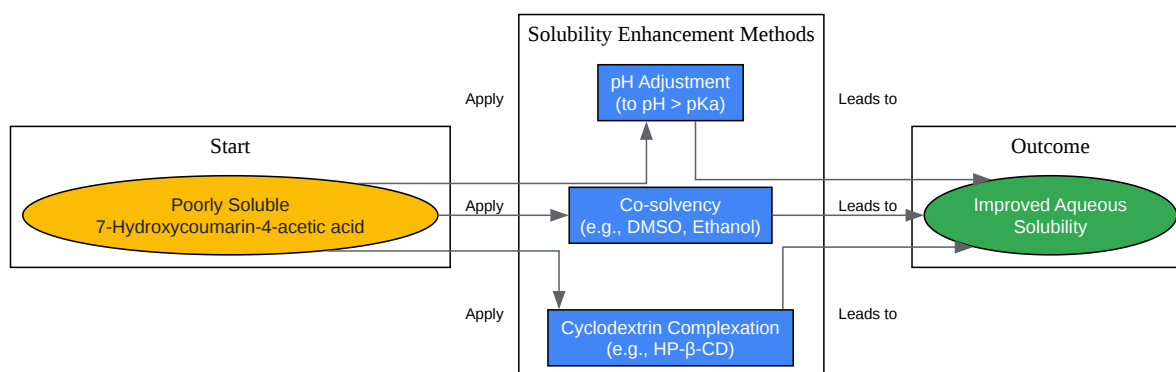 Solubility Enhancement Methods
pH Adjustment
(to pH > pKa)
Apply
Leads to
Start
Outcome
Poorly Soluble
7-Hydroxycoumarin-4-acetic acid
Apply
Co-solvency
(e.g., DMSO, Ethanol)
Leads to
Improved Aqueous
Solubility
Apply
Cyclodextrin Complexation
(e.g., HP-β-CD)
Leads to